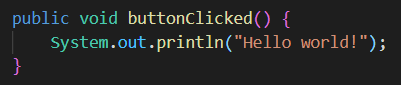 public void buttonClicked() {
    System.out.println("Hello world!");
}